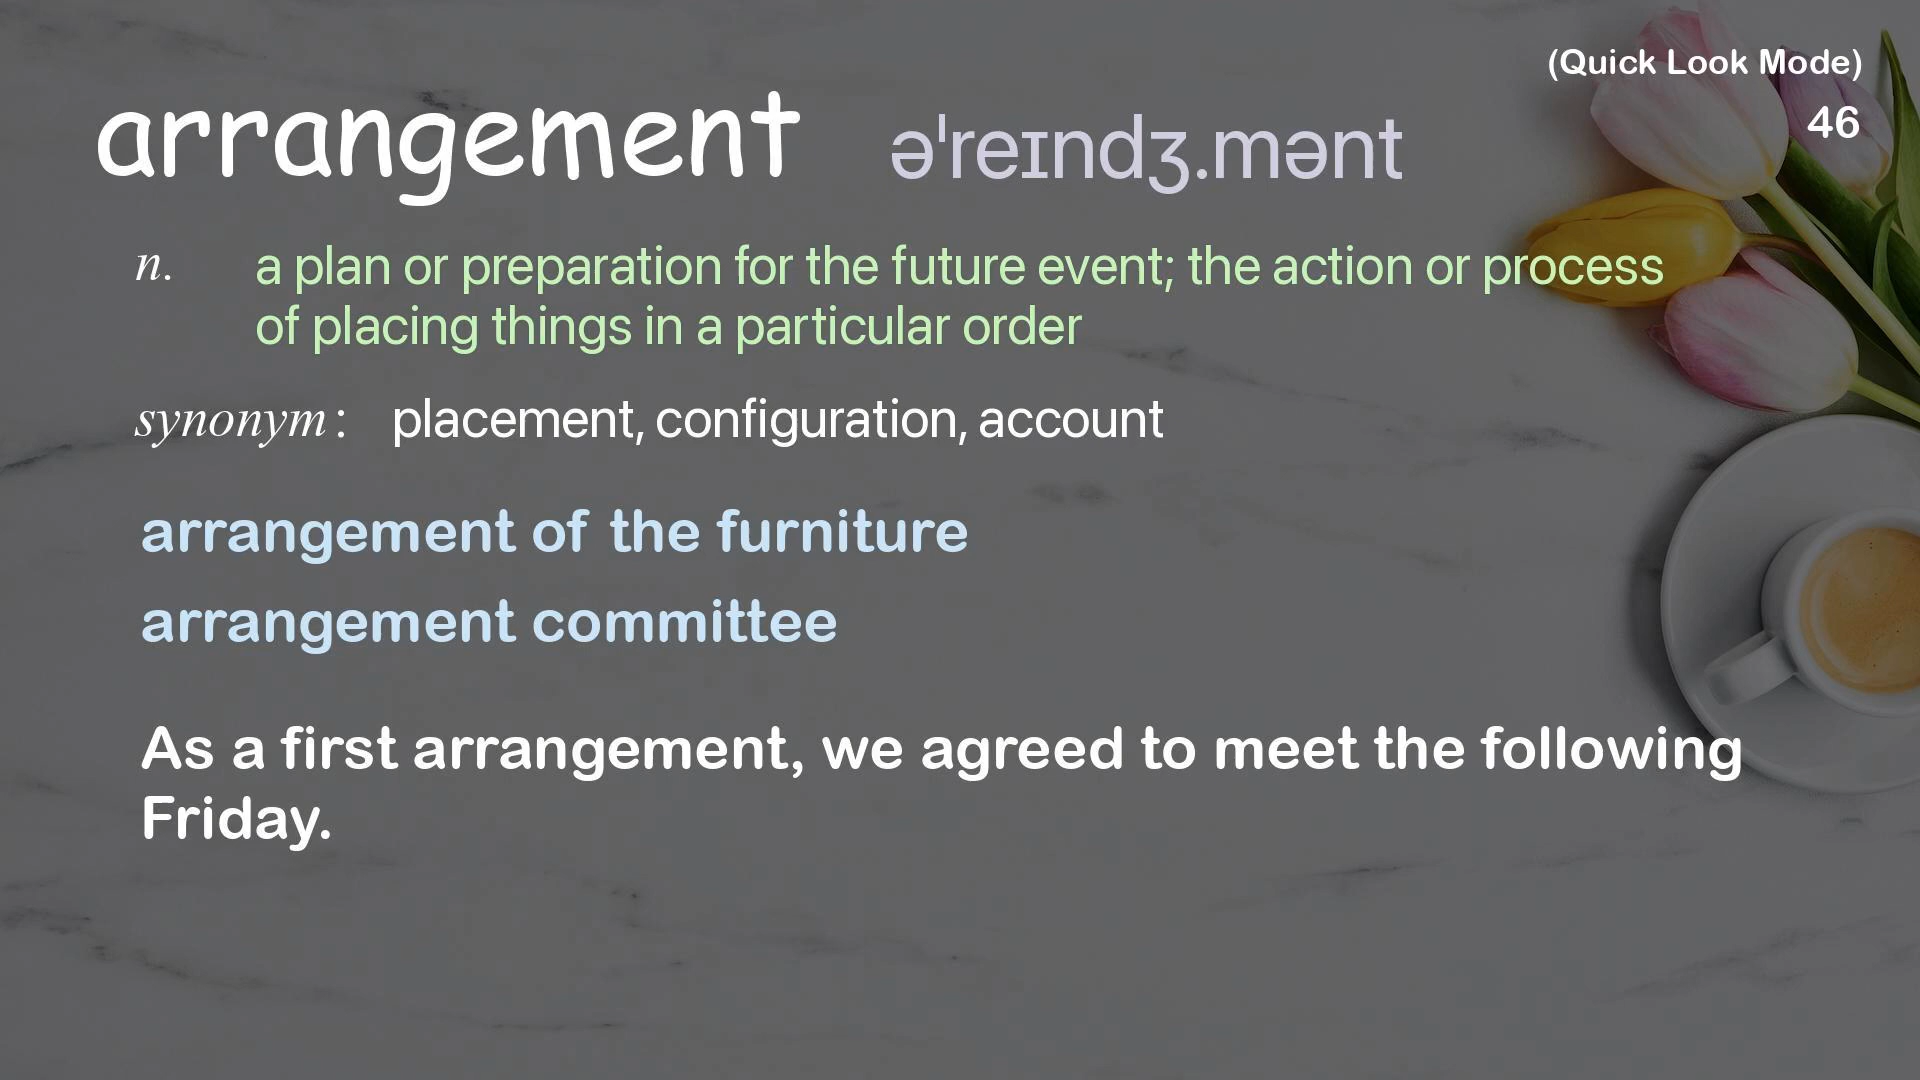 (Quick Look Mode)
46
arrangement əˈreɪndʒ.mənt
n. a plan or preparation for the future event; the action or process
of placing things in a particular order
synonym: placement, configuration, account
arrangement of the furniture
arrangement committee
As a first arrangement, we agreed to meet the following
Friday.